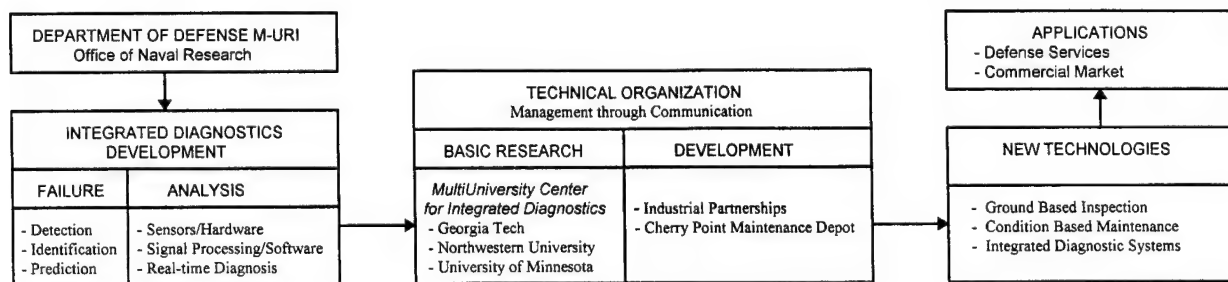 DEPARTMENT OF DEFENSE M-URI
Office of Naval Research
INTEGRATED DIAGNOSTICS
DEVELOPMENT
FAILURE
- Detection
- Identification
- Prediction
ANALYSIS
- Sensors/Hardware
- Signal Processing/Software
- Real-time Diagnosis
TECHNICAL ORGANIZATION
Management through Communication
BASIC RESEARCH
MultiUniversity Center
for Integrated Diagnostics
- Georgia Tech
- Northwestern University
- University of Minnesota
DEVELOPMENT
- Industrial Partnerships
- Cherry Point Maintenance Depot
APPLICATIONS
- Defense Services
- Commercial Market
NEW TECHNOLOGIES
- Ground Based Inspection
- Condition Based Maintenance
- Integrated Diagnostic Systems